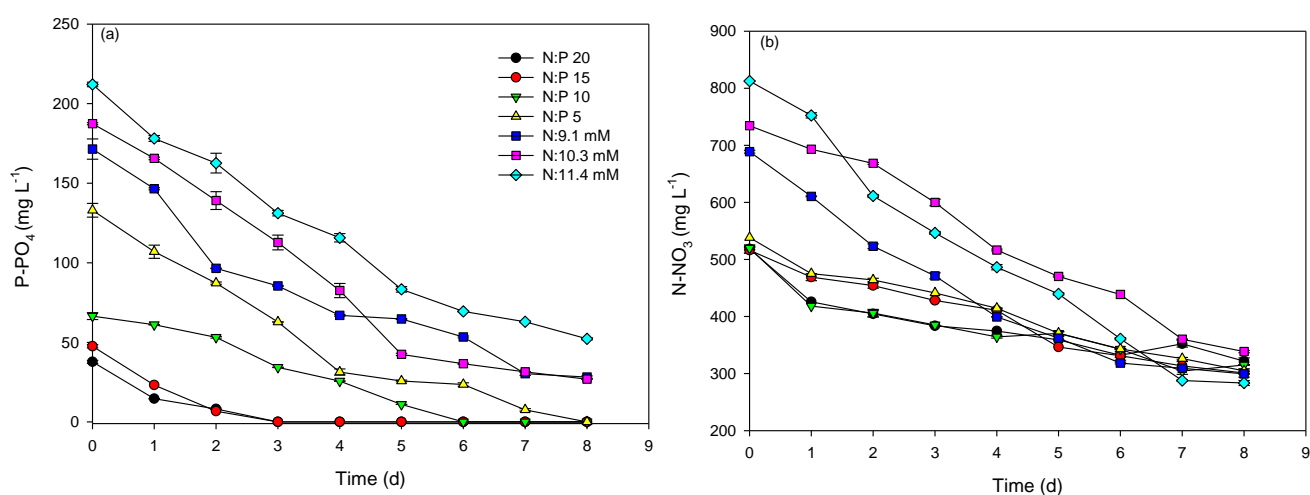 (a)
P-PO4 (mg L-1)
250
200
150
100
50
0
0 1 2 3 4 5 6 7 8 9
Time (d)
N:P 20
N:P 15
N:P 10
N:P 5
N:9.1 mM
N:10.3 mM
N:11.4 mM
(b)
N-NO3 (mg L-1)
900
800
700
600
500
400
300
200
0 1 2 3 4 5 6 7 8 9
Time (d)